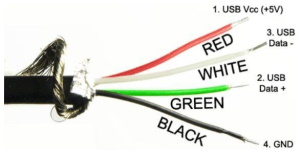 1. USB Vcc (+5V)
3. USB
Data -
RED
WHITE
2. USB
Data +
GREEN
BLACK
4. GND